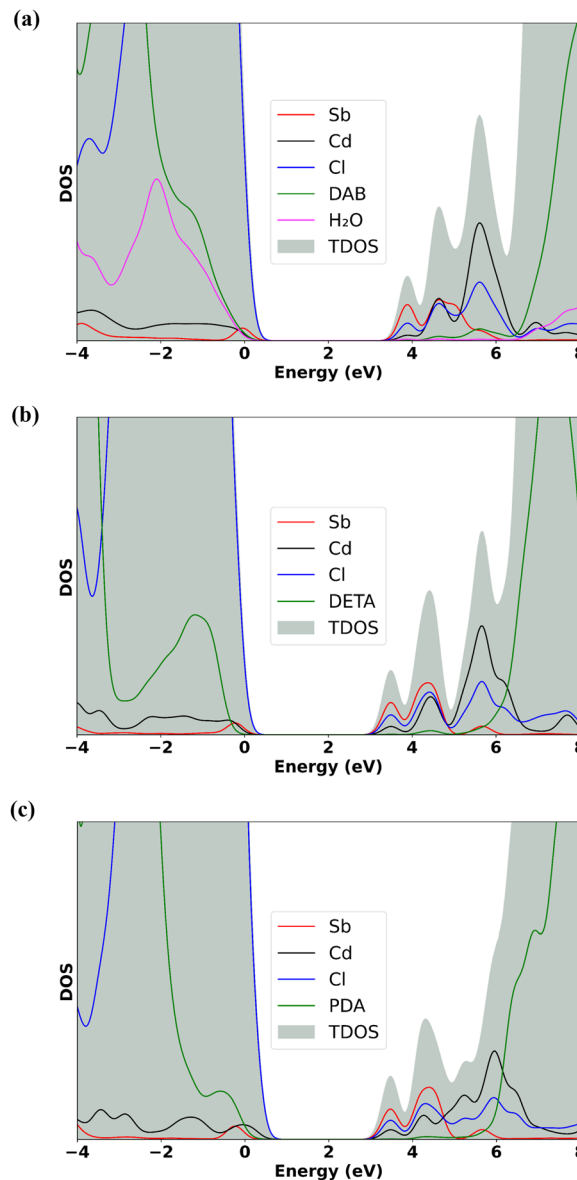 (a)
DOS
Sb
Cd
Cl
DAB
H₂O
TDOS
−4 −2 0 2 4 6 8
Energy (eV)
(b)
DOS
Sb
Cd
Cl
DETA
TDOS
−4 −2 0 2 4 6 8
Energy (eV)
(c)
DOS
Sb
Cd
Cl
PDA
TDOS
−4 −2 0 2 4 6 8
Energy (eV)